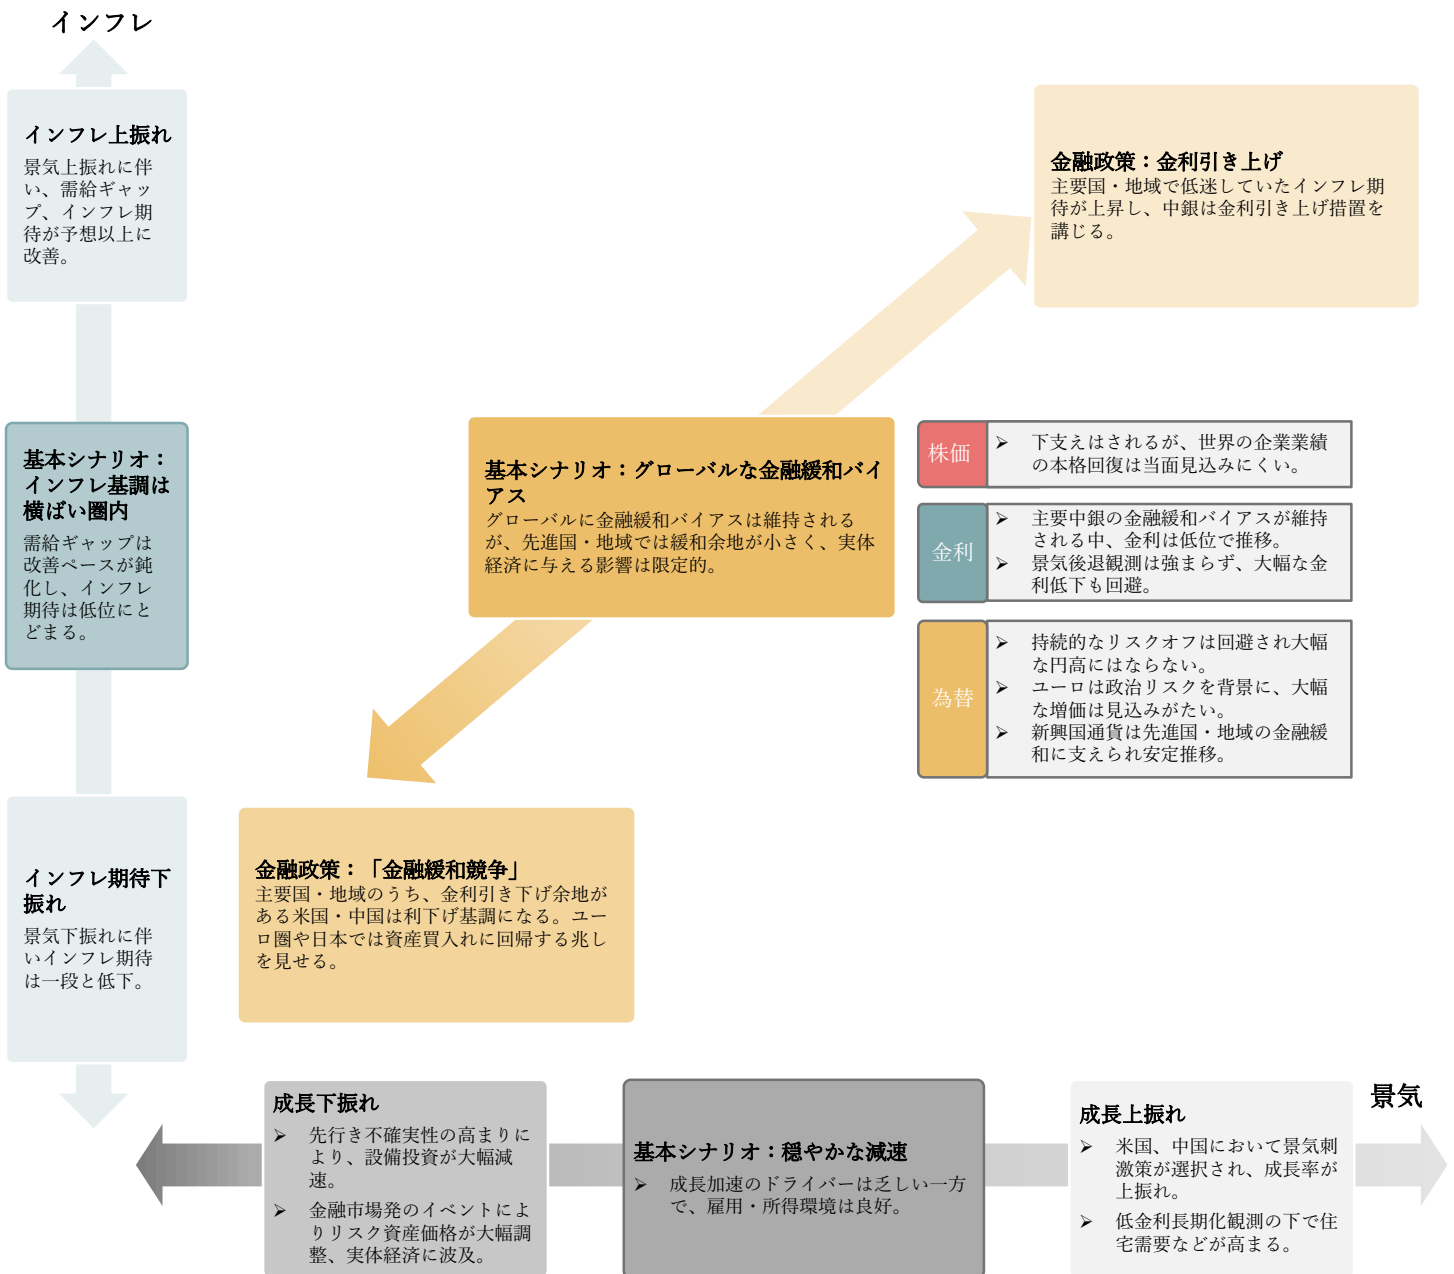 インフレ
インフレ上振れ
景気上振れに伴
い、需給ギャッ
プ、インフレ期
待が予想以上に
改善。
金融政策：金利引き上げ
主要国・地域で低迷していたインフレ期
待が上昇し、中銀は金利引き上げ措置を
講じる。
基本シナリオ：
インフレ基調は
横ばい圏内
需給ギャップは
改善ペースが鈍
化し、インフレ
期待は低位にと
どまる。
基本シナリオ：グローバルな金融緩和バイ
アス
グローバルに金融緩和バイアスは維持される
が、先進国・地域では緩和余地が小さく、実体
経済に与える影響は限定的。
株価
➢ 下支えはされるが、世界の企業業績
の本格回復は当面見込みにくい。
金利
➢ 主要中銀の金融緩和バイアスが維持
される中、金利は低位で推移。
➢ 景気後退観測は強まらず、大幅な金
利低下も回避。
為替
➢ 持続的なリスクオフは回避され大幅
な円高にはならない。
➢ ユーロは政治リスクを背景に、大幅
な増価は見込みがたい。
➢ 新興国通貨は先進国・地域の金融緩
和に支えられ安定推移。
インフレ期待下
振れ
景気下振れに伴
いインフレ期待
は一段と低下。
金融政策：「金融緩和競争」
主要国・地域のうち、金利引き下げ余地が
ある米国・中国は利下げ基調になる。ユー
ロ圏や日本では資産買入れに回帰する兆し
を見せる。
成長下振れ
➢ 先行き不確実性の高まりに
より、設備投資が大幅減
速。
➢ 金融市場発のイベントによ
りリスク資産価格が大幅調
整、実体経済に波及。
基本シナリオ：穏やかな減速
➢ 成長加速のドライバーは乏しい一方
で、雇用・所得環境は良好。
成長上振れ
➢ 米国、中国において景気刺
激策が選択され、成長率が
上振れ。
➢ 低金利長期化観測の下で住
宅需要などが高まる。
景気